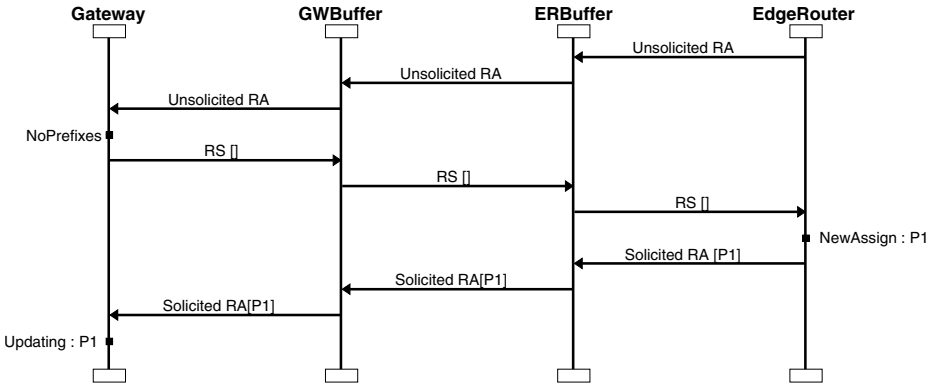 Gateway GWBuffer ERBuffer EdgeRouter
Unsolicited RA
Unsolicited RA
Unsolicited RA
NoPrefixes
RS []
RS []
RS []
NewAssign : P1
Solicited RA [P1]
Solicited RA[P1]
Solicited RA[P1]
Updating : P1